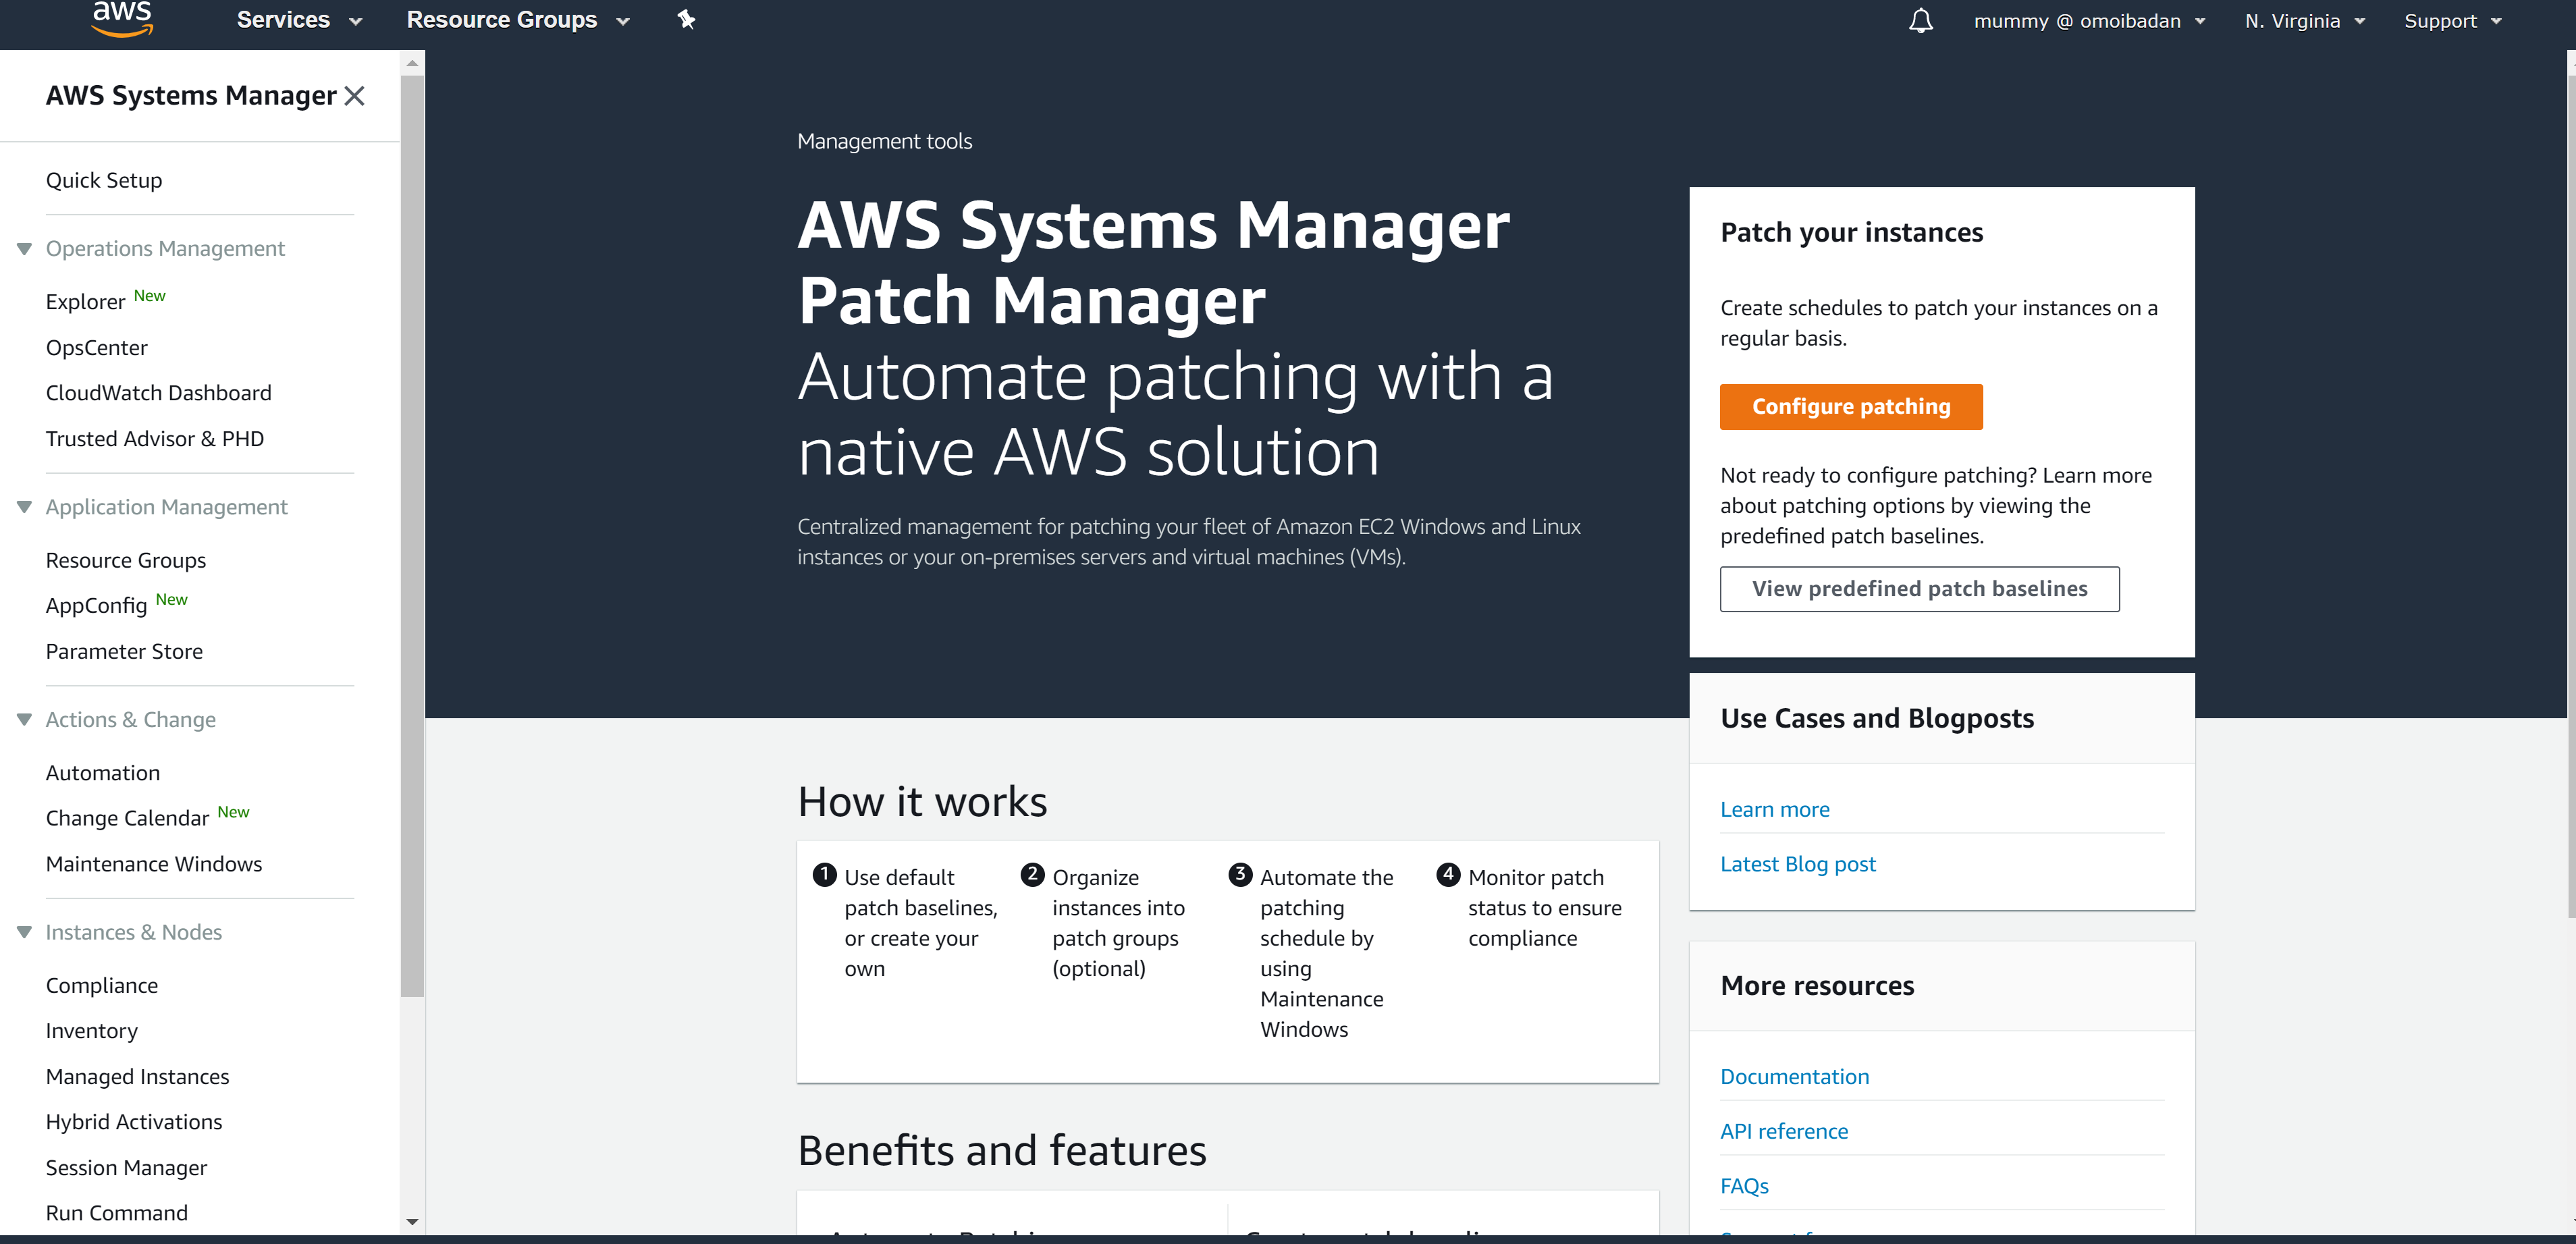 aws
Services
Resource Groups
mummy @ omoibadan
N. Virginia
Support
AWS Systems Manager
Quick Setup
Operations Management
Explorer New
OpsCenter
CloudWatch Dashboard
Trusted Advisor & PHD
Application Management
Resource Groups
AppConfig New
Parameter Store
Actions & Change
Automation
Change Calendar New
Maintenance Windows
Instances & Nodes
Compliance
Inventory
Managed Instances
Hybrid Activations
Session Manager
Run Command
Management tools
AWS Systems Manager
Patch Manager
Automate patching with a
native AWS solution
Centralized management for patching your fleet of Amazon EC2 Windows and Linux
instances or your on-premises servers and virtual machines (VMs).
Patch your instances
Create schedules to patch your instances on a
regular basis.
Configure patching
Not ready to configure patching? Learn more
about patching options by viewing the
predefined patch baselines.
View predefined patch baselines
Use Cases and Blogposts
Learn more
Latest Blog post
More resources
Documentation
API reference
FAQs
How it works
1 Use default
patch baselines,
or create your
own
2 Organize
instances into
patch groups
(optional)
3 Automate the
patching
schedule by
using
Maintenance
Windows
4 Monitor patch
status to ensure
compliance
Benefits and features